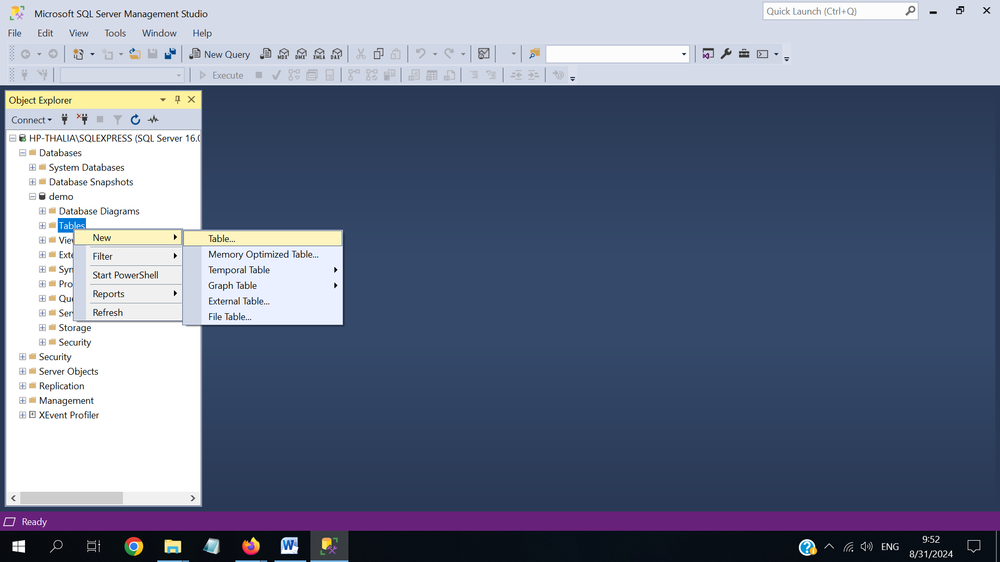 Microsoft SQL Server Management Studio
Quick Launch (Ctrl+Q)
File Edit View Tools Window Help
New Query MDX DMX XMLA DAX
Execute
Object Explorer
Connect
HP-THALIA\SQLEXPRESS (SQL Server 16.0
Databases
System Databases
Database Snapshots
demo
Database Diagrams
Tables
New
Table...
Vie
Memory Optimized Table...
Exte
Filter
Syn
Temporal Table
Start PowerShell
Pro
Graph Table
Reports
Que
External Table...
Ser
Refresh
File Table...
Storage
Security
Security
Server Objects
Replication
Management
XEvent Profiler
Ready
ENG
9:52
8/31/2024